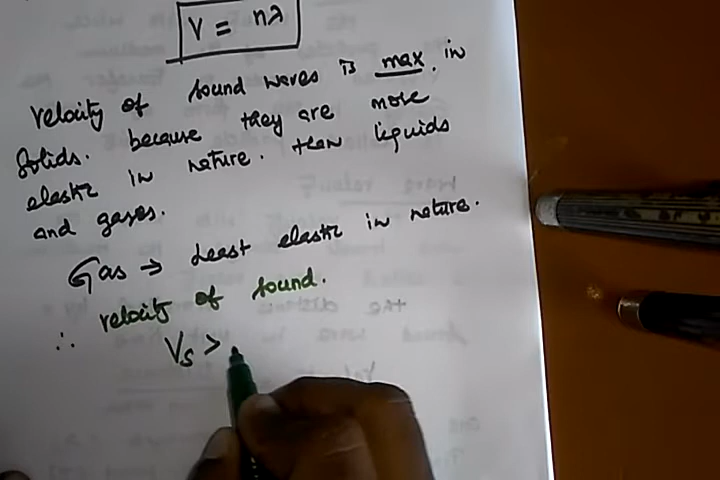 V = nλ
velocity of sound waves is max. in
solids. because they are more
elastic in nature. than liquids
and gases.
Gas → Least elastic in nature.
∴ velocity of sound.
Vs >